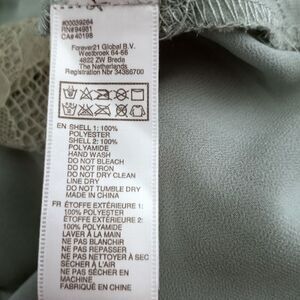 #00039264
RN#94981
CA#40198
Forever21 Global B.V.
Westbroek 64-66
4822 ZW Breda
The Netherlands
Registration Nbr 34386700
EN SHELL 1: 100%
POLYESTER
SHELL 2: 100%
POLYAMIDE
HAND WASH
DO NOT BLEACH
DO NOT IRON
DO NOT DRY CLEAN
LINE DRY
DO NOT TUMBLE DRY
MADE IN CHINA
FR ÉTOFFE EXTÉRIEURE 1:
100% POLYESTER
ÉTOFFE EXTÉRIEURE 2:
100% POLYAMIDE
LAVER À LA MAIN
NE PAS BLANCHIR
NE PAS REPASSER
NE PAS NETTOYER À SEC
SÉCHER À L'AIR
NE PAS SÉCHER EN
MACHINE
FABRIQUÉ EN CHINE